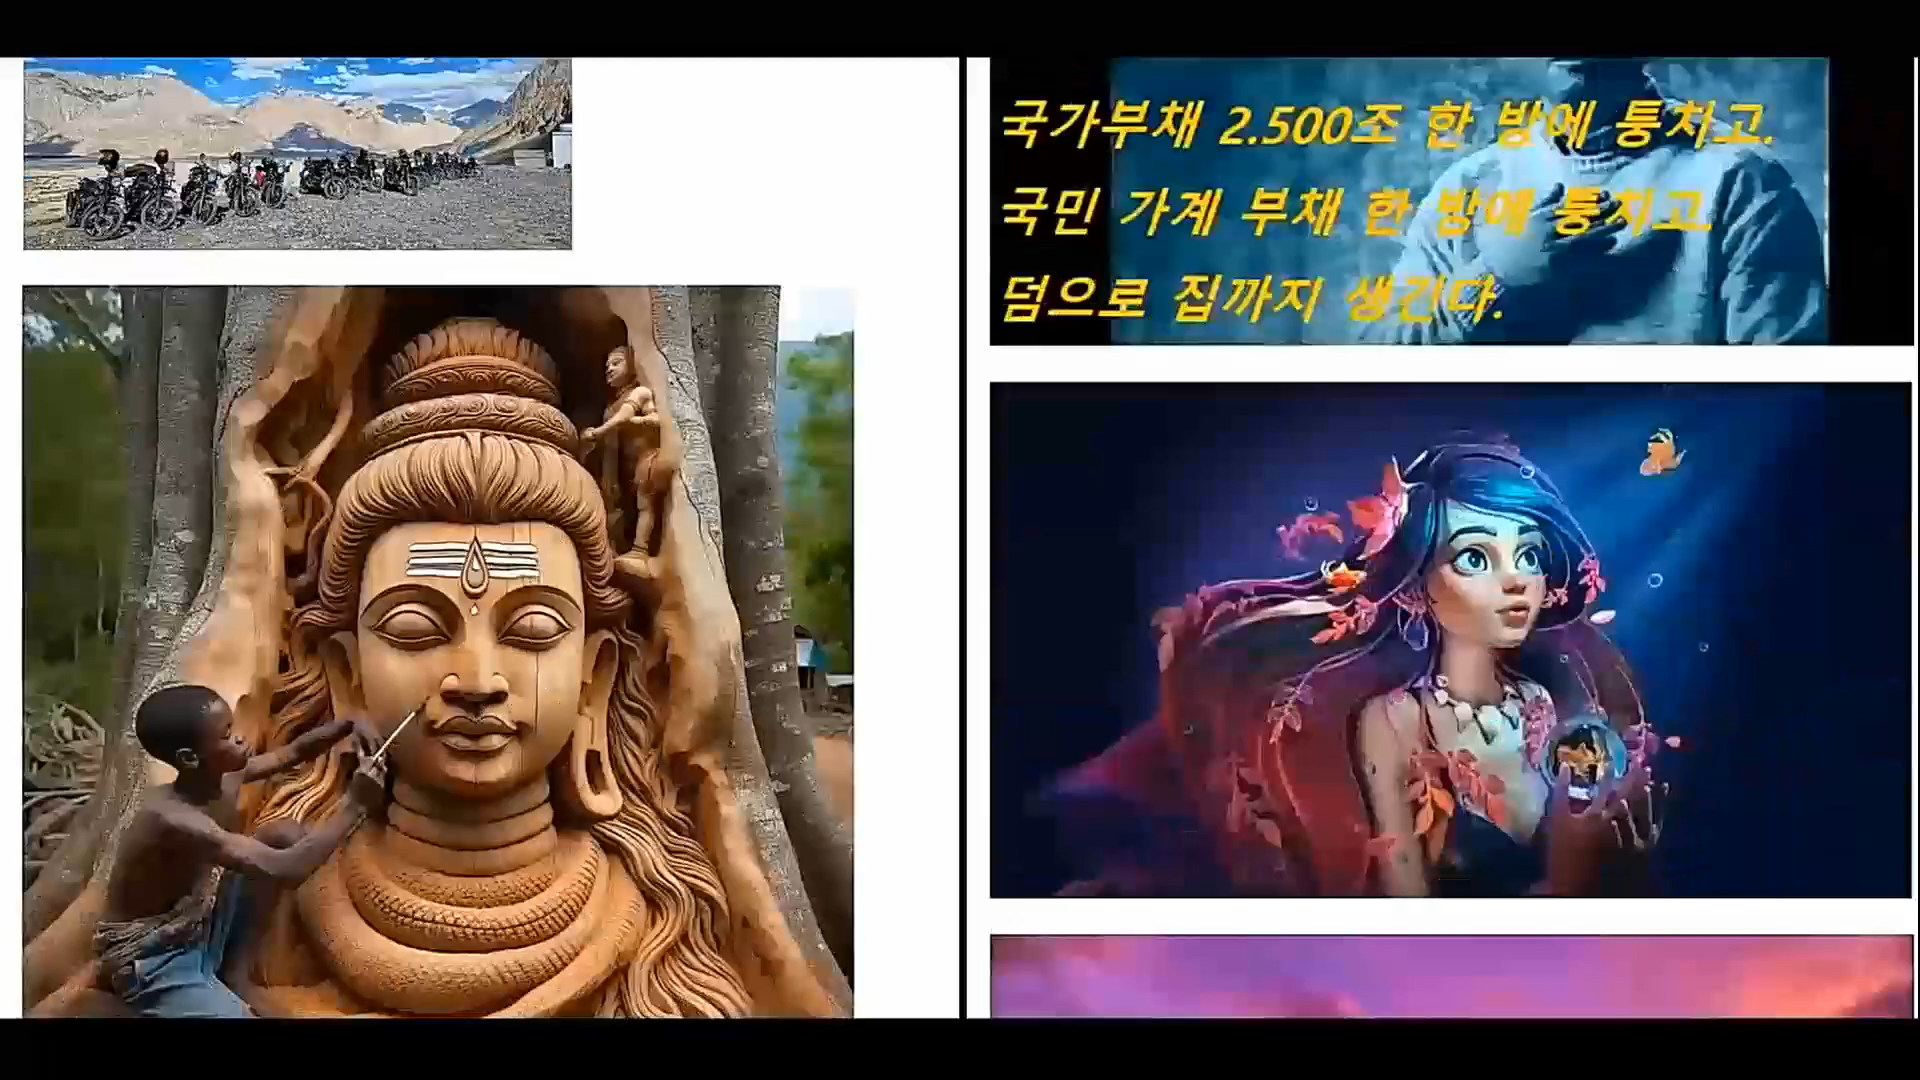 국가부채 2.500조 한 방에 퉁치고.
국민 가계 부채 한 방에 퉁치고.
덤으로 집까지 생긴다.